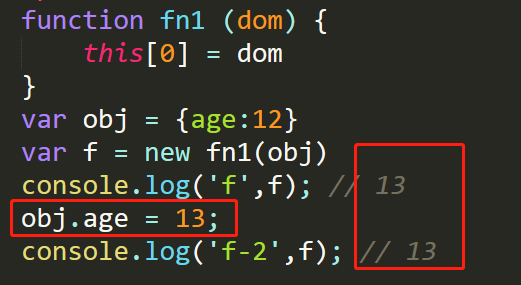 function fn1 (dom) {
    this[0] = dom
}
var obj = {age:12}
var f = new fn1(obj)
console.log('f',f); // 13
obj.age = 13;
console.log('f-2',f); // 13